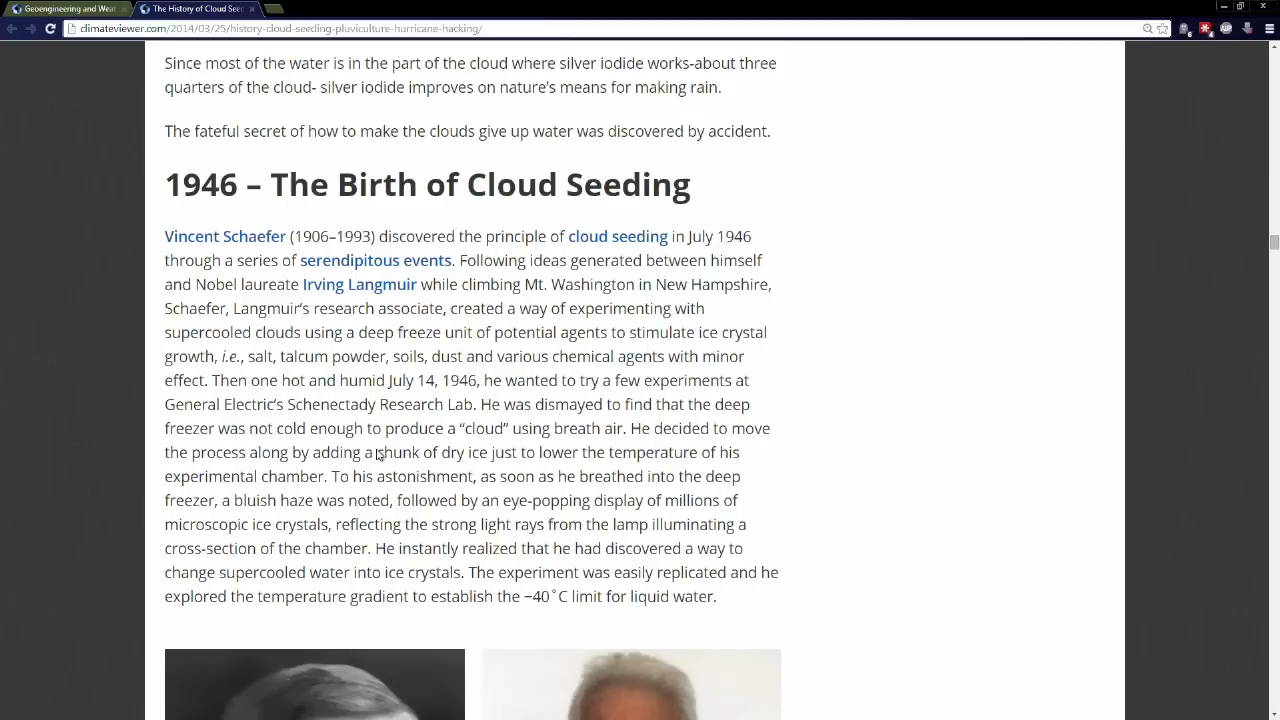 Geoengineering and Weat
The History of Cloud See
climateviewer.com/2014/03/25/history-cloud-seeding-pluviculture-hurricane-hacking/
Since most of the water is in the part of the cloud where silver iodide works-about three
quarters of the cloud- silver iodide improves on nature's means for making rain.
The fateful secret of how to make the clouds give up water was discovered by accident.
1946 – The Birth of Cloud Seeding
Vincent Schaefer (1906–1993) discovered the principle of cloud seeding in July 1946
through a series of serendipitous events. Following ideas generated between himself
and Nobel laureate Irving Langmuir while climbing Mt. Washington in New Hampshire,
Schaefer, Langmuir's research associate, created a way of experimenting with
supercooled clouds using a deep freeze unit of potential agents to stimulate ice crystal
growth, i.e., salt, talcum powder, soils, dust and various chemical agents with minor
effect. Then one hot and humid July 14, 1946, he wanted to try a few experiments at
General Electric's Schenectady Research Lab. He was dismayed to find that the deep
freezer was not cold enough to produce a “cloud” using breath air. He decided to move
the process along by adding a chunk of dry ice just to lower the temperature of his
experimental chamber. To his astonishment, as soon as he breathed into the deep
freezer, a bluish haze was noted, followed by an eye-popping display of millions of
microscopic ice crystals, reflecting the strong light rays from the lamp illuminating a
cross-section of the chamber. He instantly realized that he had discovered a way to
change supercooled water into ice crystals. The experiment was easily replicated and he
explored the temperature gradient to establish the −40˚C limit for liquid water.